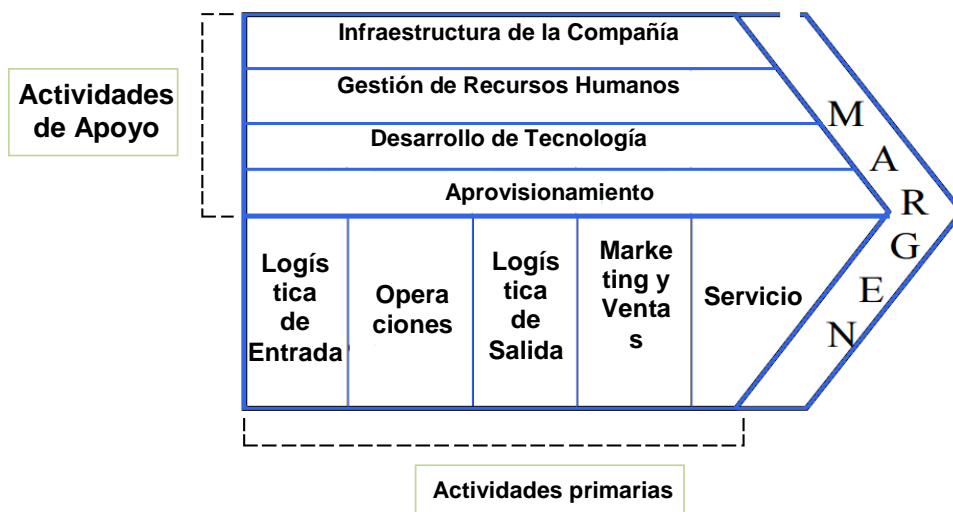 Infraestructura de la Compañía
Gestión de Recursos Humanos
Desarrollo de Tecnología
Aprovisionamiento
Actividades
de Apoyo
Logís
tica
de
Entrada
Opera
ciones
Logís
tica
de
Salida
Marke
ting y
Venta
s
Servicio
M
A
R
G
E
N
Actividades primarias